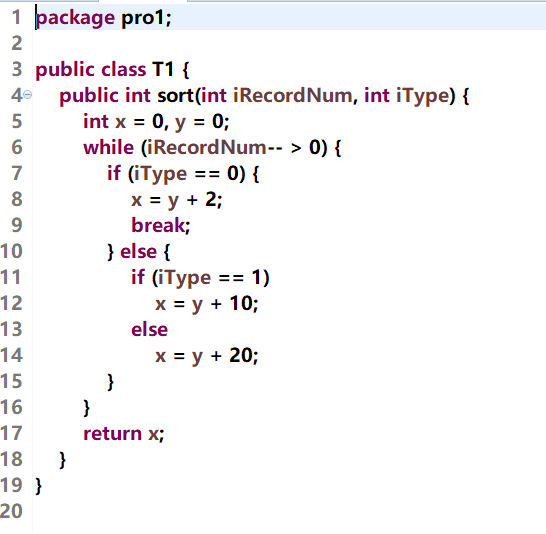 1 package pro1;
2
3 public class T1 {
4 public int sort(int iRecordNum, int iType) {
5 int x = 0, y = 0;
6 while (iRecordNum-- > 0) {
7 if (iType == 0) {
8 x = y + 2;
9 break;
10 } else {
11 if (iType == 1)
12 x = y + 10;
13 else
14 x = y + 20;
15 }
16 }
17 return x;
18 }
19 }
20